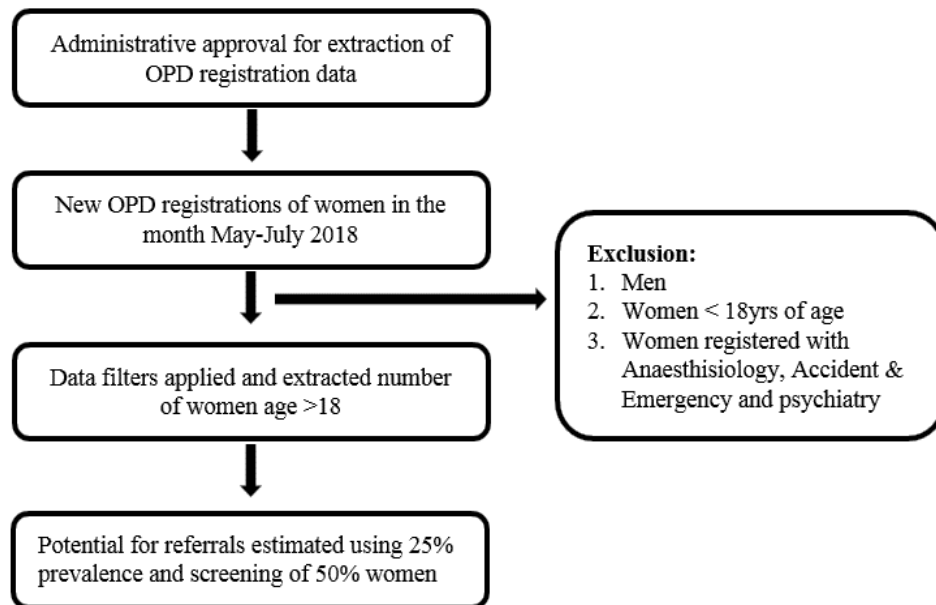 Administrative approval for extraction of
OPD registration data
New OPD registrations of women in the
month May-July 2018
Exclusion:
1. Men
2. Women < 18yrs of age
3. Women registered with
Anaesthisiology, Accident &
Emergency and psychiatry
Data filters applied and extracted number
of women age >18
Potential for referrals estimated using 25%
prevalence and screening of 50% women